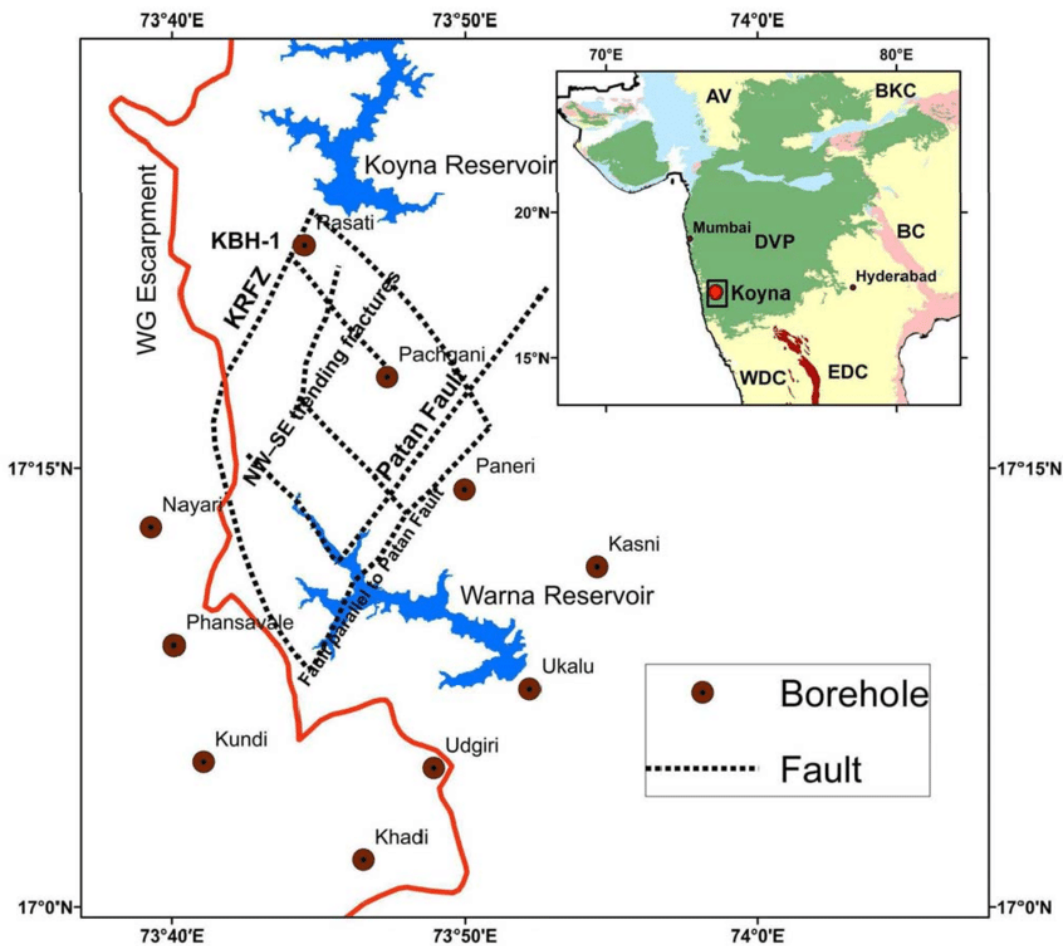 73°40'E
73°50'E
74°0'E
70°E
80°E
AV
BKC
Koyna Reservoir
20°N
Mumbai
DVP
BC
Hyderabad
Koyna
15°N
WDC
EDC
Rasati
KBH-1
WG Escarpment
KRFZ
NW-SE trending fractures
Pachgani
Patan Fault
17°15'N
17°15'N
Paneri
Nayari
Kasni
Fault parallel to Patan Fault
Warna Reservoir
Phansavale
Ukalu
Borehole
Kundi
Udgiri
Fault
Khadi
17°0'N
17°0'N
73°40'E
73°50'E
74°0'E